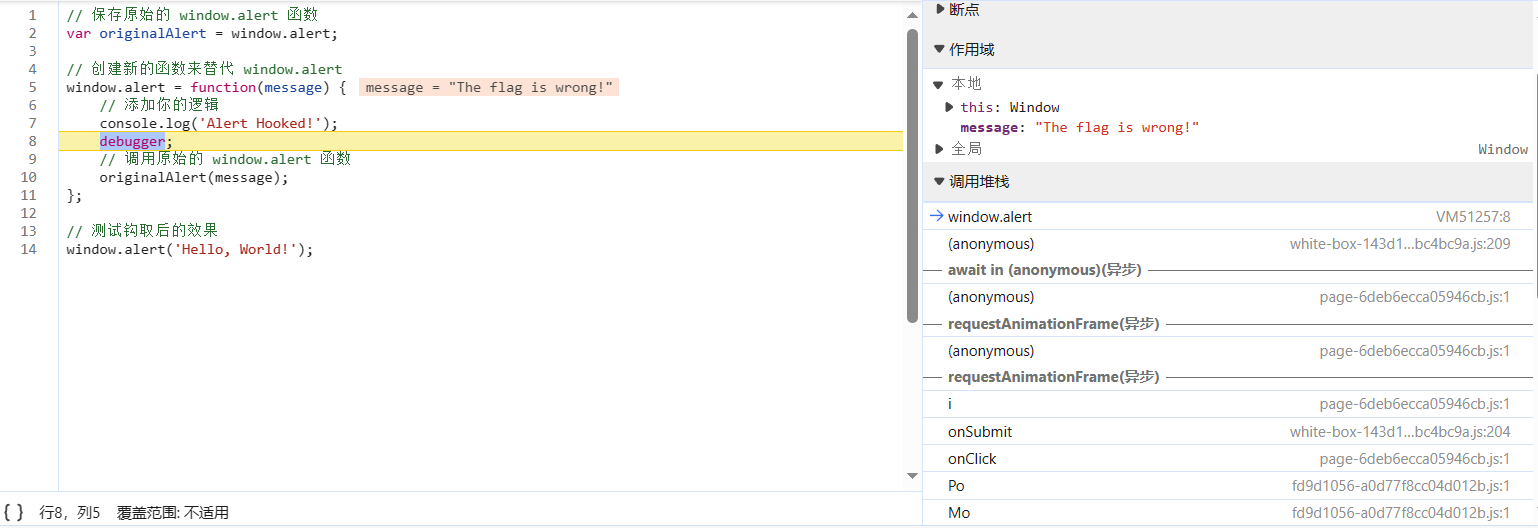 1 // 保存原始的 window.alert 函数
2 var originalAlert = window.alert;
3
4 // 创建新的函数来替代 window.alert
5 window.alert = function(message) { message = "The flag is wrong!"
6 // 添加你的逻辑
7 console.log('Alert Hooked!');
8 debugger;
9 // 调用原始的 window.alert 函数
10 originalAlert(message);
11 };
12
13 // 测试钩取后的效果
14 window.alert('Hello, World!');
{ } 行8，列5 覆盖范围: 不适用
断点
作用域
本地
this: Window
message: "The flag is wrong!"
全局 Window
调用堆栈
window.alert VM51257:8
(anonymous) white-box-143d1…bc4bc9a.js:209
await in (anonymous)(异步)
(anonymous) page-6deb6ecca05946cb.js:1
requestAnimationFrame(异步)
(anonymous) page-6deb6ecca05946cb.js:1
requestAnimationFrame(异步)
i page-6deb6ecca05946cb.js:1
onSubmit white-box-143d1…bc4bc9a.js:204
onClick page-6deb6ecca05946cb.js:1
Po fd9d1056-a0d77f8cc04d012b.js:1
Mo fd9d1056-a0d77f8cc04d012b.js:1